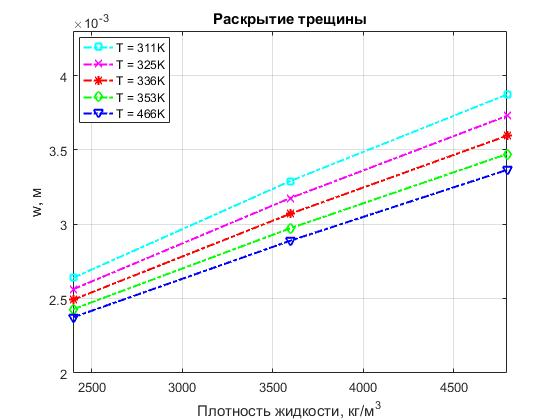 Раскрытие трещины
×10⁻³
4
3.5
3
2.5
2
w, м
T = 311K
T = 325K
T = 336K
T = 353K
T = 466K
2500 3000 3500 4000 4500
Плотность жидкости, кг/м³